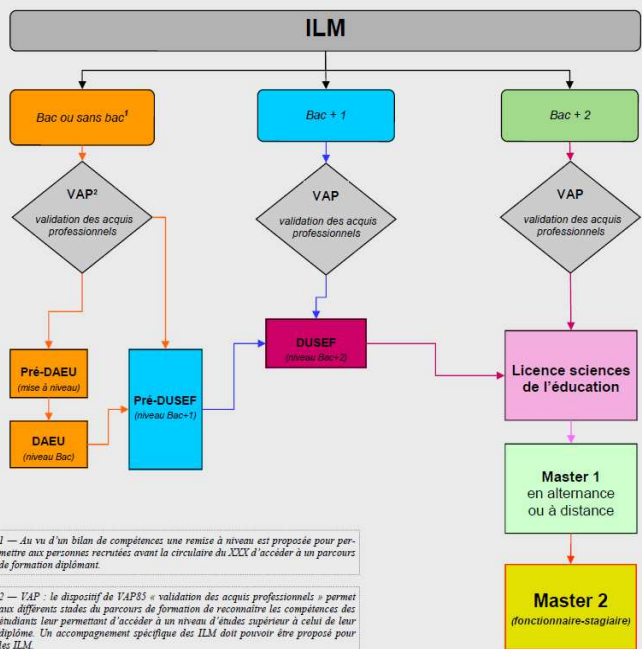 ILM
Bac ou sans bac¹
Bac + 1
Bac + 2
VAP²
validation des acquis
professionnels
VAP
validation des acquis
professionnels
VAP
validation des acquis
professionnels
Pré-DAEU
(mise à niveau)
DAEU
(niveau Bac)
Pré-DUSEF
(niveau Bac+1)
DUSEF
(niveau Bac+2)
Licence sciences
de l'éducation
Master 1
en alternance
ou à distance
Master 2
(fonctionnaire-stagiaire)
1 — Au vu d'un bilan de compétences une remise à niveau est proposée pour per-
mettre aux personnes recrutées avant la circulaire du XXX d'accéder à un parcours
de formation diplômant.
2 — VAP : le dispositif de VAP85 « validation des acquis professionnels » permet
aux différents stades du parcours de formation de reconnaître les compétences des
étudiants leur permettant d'accéder à un niveau d'études supérieur à celui de leur
diplôme. Un accompagnement spécifique des ILM doit pouvoir être proposé pour
les ILM.